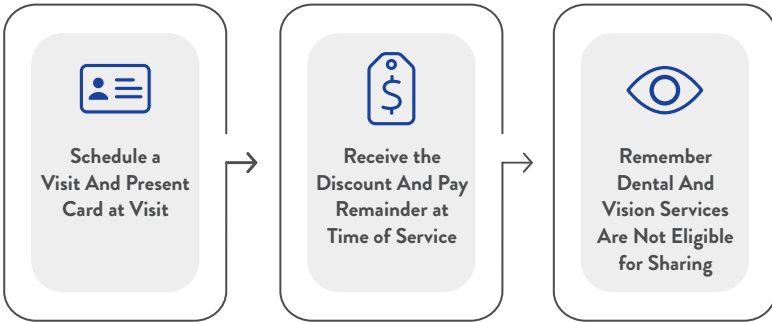 Schedule a
Visit And Present
Card at Visit
$
Receive the
Discount And Pay
Remainder at
Time of Service
Remember
Dental And
Vision Services
Are Not Eligible
for Sharing